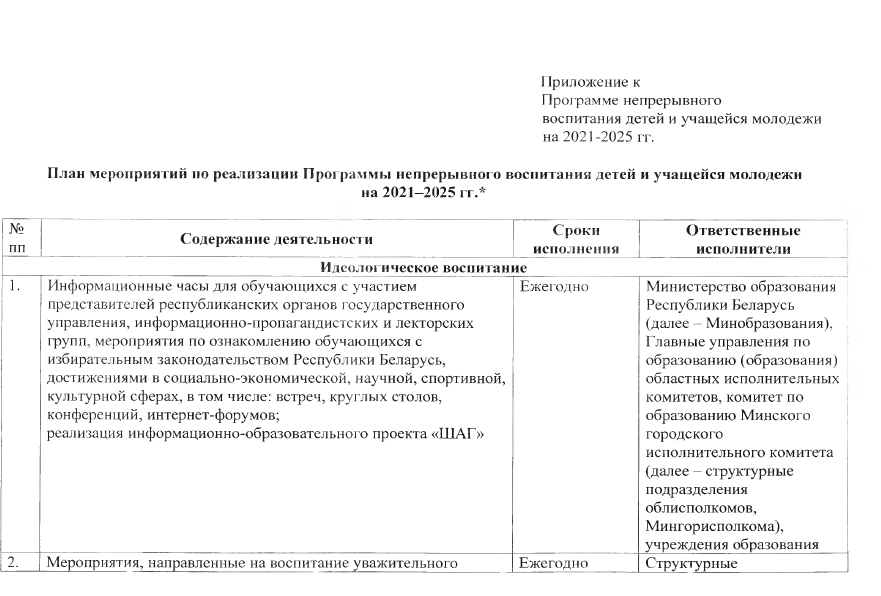 Приложение к
Программе непрерывного
воспитания детей и учащейся молодежи
на 2021-2025 гг.
План мероприятий по реализации Программы непрерывного воспитания детей и учащейся молодежи
на 2021–2025 гг.*
№
пп
Содержание деятельности
Сроки
исполнения
Ответственные
исполнители
Идеологическое воспитание
1.
Информационные часы для обучающихся с участием
представителей республиканских органов государственного
управления, информационно-пропагандистских и лекторских
групп, мероприятия по ознакомлению обучающихся с
избирательным законодательством Республики Беларусь,
достижениями в социально-экономической, научной, спортивной,
культурной сферах, в том числе: встреч, круглых столов,
конференций, интернет-форумов;
реализация информационно-образовательного проекта «ШАГ»
Ежегодно
Министерство образования
Республики Беларусь
(далее – Минобразования),
Главные управления по
образованию (образования)
областных исполнительных
комитетов, комитет по
образованию Минского
городского
исполнительного комитета
(далее – структурные
подразделения
облисполкомов,
Мингорисполкома),
учреждения образования
2.
Мероприятия, направленные на воспитание уважительного
Ежегодно
Структурные